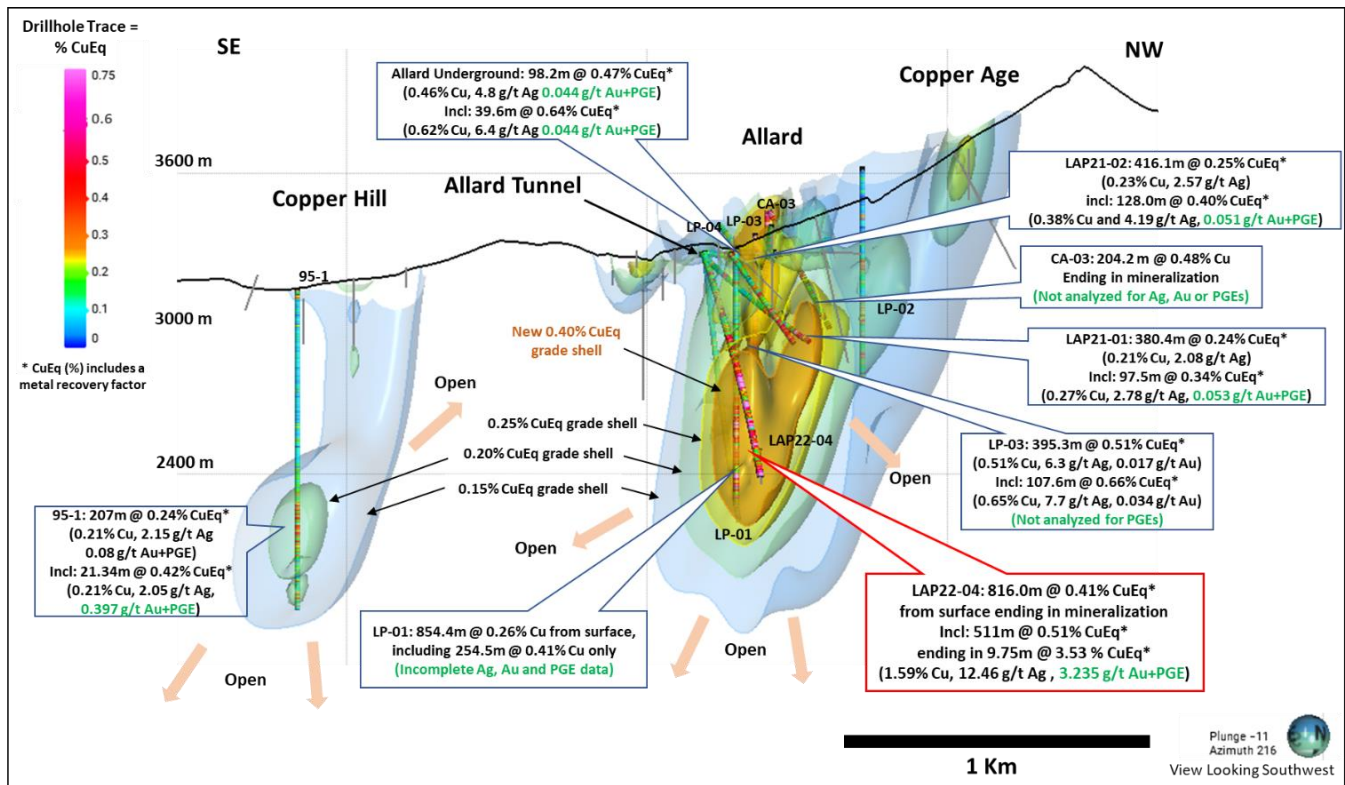 Drillhole Trace =
% CuEq
0.75
0.6
0.5
0.4
0.3
0.2
0.1
0
* CuEq (%) includes a
metal recovery factor
SE
NW
Allard Underground: 98.2m @ 0.47% CuEq*
(0.46% Cu, 4.8 g/t Ag 0.044 g/t Au+PGE)
Incl: 39.6m @ 0.64% CuEq*
(0.62% Cu, 6.4 g/t Ag 0.044 g/t Au+PGE)
Copper Age
Allard
3600 m
Copper Hill
Allard Tunnel
CA-03
LP-03
LP-04
LAP21-02: 416.1m @ 0.25% CuEq*
(0.23% Cu, 2.57 g/t Ag)
incl: 128.0m @ 0.40% CuEq*
(0.38% Cu and 4.19 g/t Ag, 0.051 g/t Au+PGE)
95-1
CA-03: 204.2 m @ 0.48% Cu
Ending in mineralization
(Not analyzed for Ag, Au or PGEs)
3000 m
LP-02
New 0.40% CuEq
grade shell
LAP21-01: 380.4m @ 0.24% CuEq*
(0.21% Cu, 2.08 g/t Ag)
Incl: 97.5m @ 0.34% CuEq*
(0.27% Cu, 2.78 g/t Ag, 0.053 g/t Au+PGE)
Open
0.25% CuEq grade shell
0.20% CuEq grade shell
0.15% CuEq grade shell
LAP22-04
Open
2400 m
LP-03: 395.3m @ 0.51% CuEq*
(0.51% Cu, 6.3 g/t Ag, 0.017 g/t Au)
Incl: 107.6m @ 0.66% CuEq*
(0.65% Cu, 7.7 g/t Ag, 0.034 g/t Au)
(Not analyzed for PGEs)
95-1: 207m @ 0.24% CuEq*
(0.21% Cu, 2.15 g/t Ag
0.08 g/t Au+PGE)
Incl: 21.34m @ 0.42% CuEq*
(0.21% Cu, 2.05 g/t Ag,
0.397 g/t Au+PGE)
Open
LP-01
LP-01: 854.4m @ 0.26% Cu from surface,
including 254.5m @ 0.41% Cu only
(Incomplete Ag, Au and PGE data)
LAP22-04: 816.0m @ 0.41% CuEq*
from surface ending in mineralization
Incl: 511m @ 0.51% CuEq*
ending in 9.75m @ 3.53 % CuEq*
(1.59% Cu, 12.46 g/t Ag , 3.235 g/t Au+PGE)
Open
Open
1 Km
Plunge -11
Azimuth 216
N
View Looking Southwest